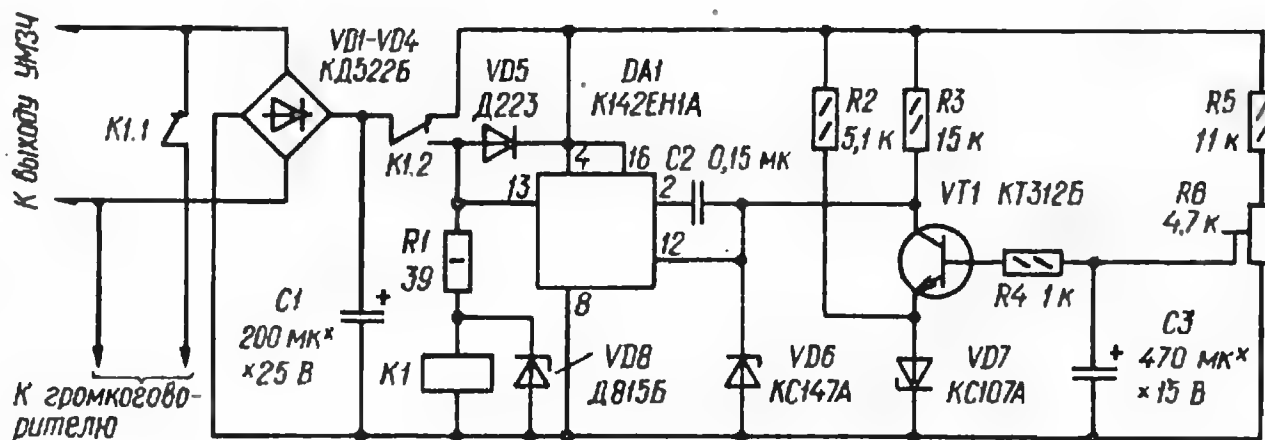 К выходу УМЗЧ
К1.1
VD1-VD4
КД522Б
VD5
Д223
DA1
К142ЕН1А
К1.2
4
16
13
2
12
8
C2 0,15 мк
R1
39
C1
200 мк×
×25 В
+
К1
VD8
Д815Б
R2
5,1 к
R3
15 к
VT1 КТ312Б
R4 1 к
R5
11 к
R6
4,7 к
VD6
КС147А
VD7
КС107А
C3
470 мк×
×15 В
+
К громкогово-
рителю